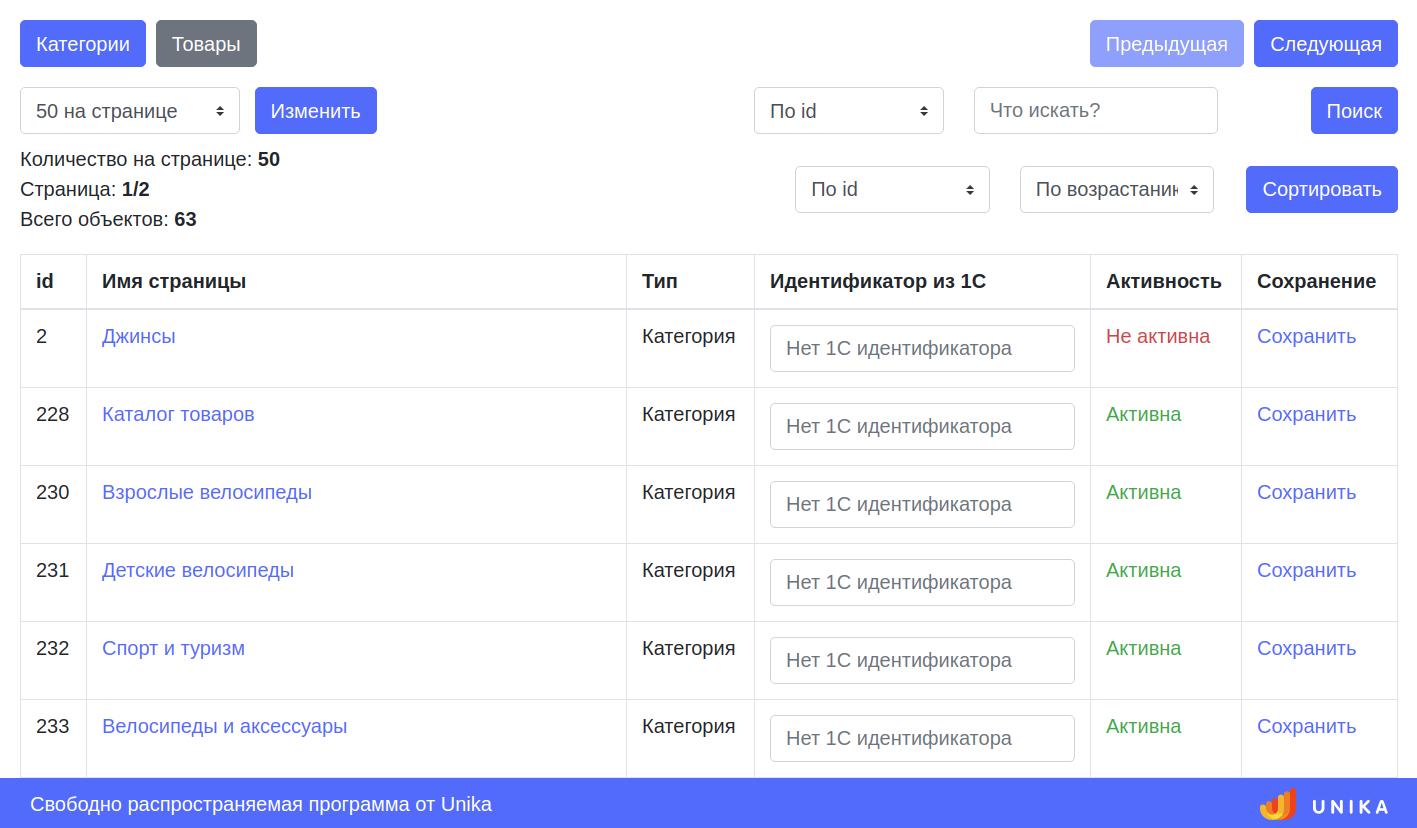 Категории Товары Предыдущая Следующая
50 на странице Изменить По id Что искать? Поиск
Количество на странице: 50
Страница: 1/2
Всего объектов: 63
По id По возрастани Сортировать
id Имя страницы Тип Идентификатор из 1С Активность Сохранение
2 Джинсы Категория Нет 1С идентификатора Не активна Сохранить
228 Каталог товаров Категория Нет 1С идентификатора Активна Сохранить
230 Взрослые велосипеды Категория Нет 1С идентификатора Активна Сохранить
231 Детские велосипеды Категория Нет 1С идентификатора Активна Сохранить
232 Спорт и туризм Категория Нет 1С идентификатора Активна Сохранить
233 Велосипеды и аксессуары Категория Нет 1С идентификатора Активна Сохранить
Свободно распространяемая программа от Unika UNIKA